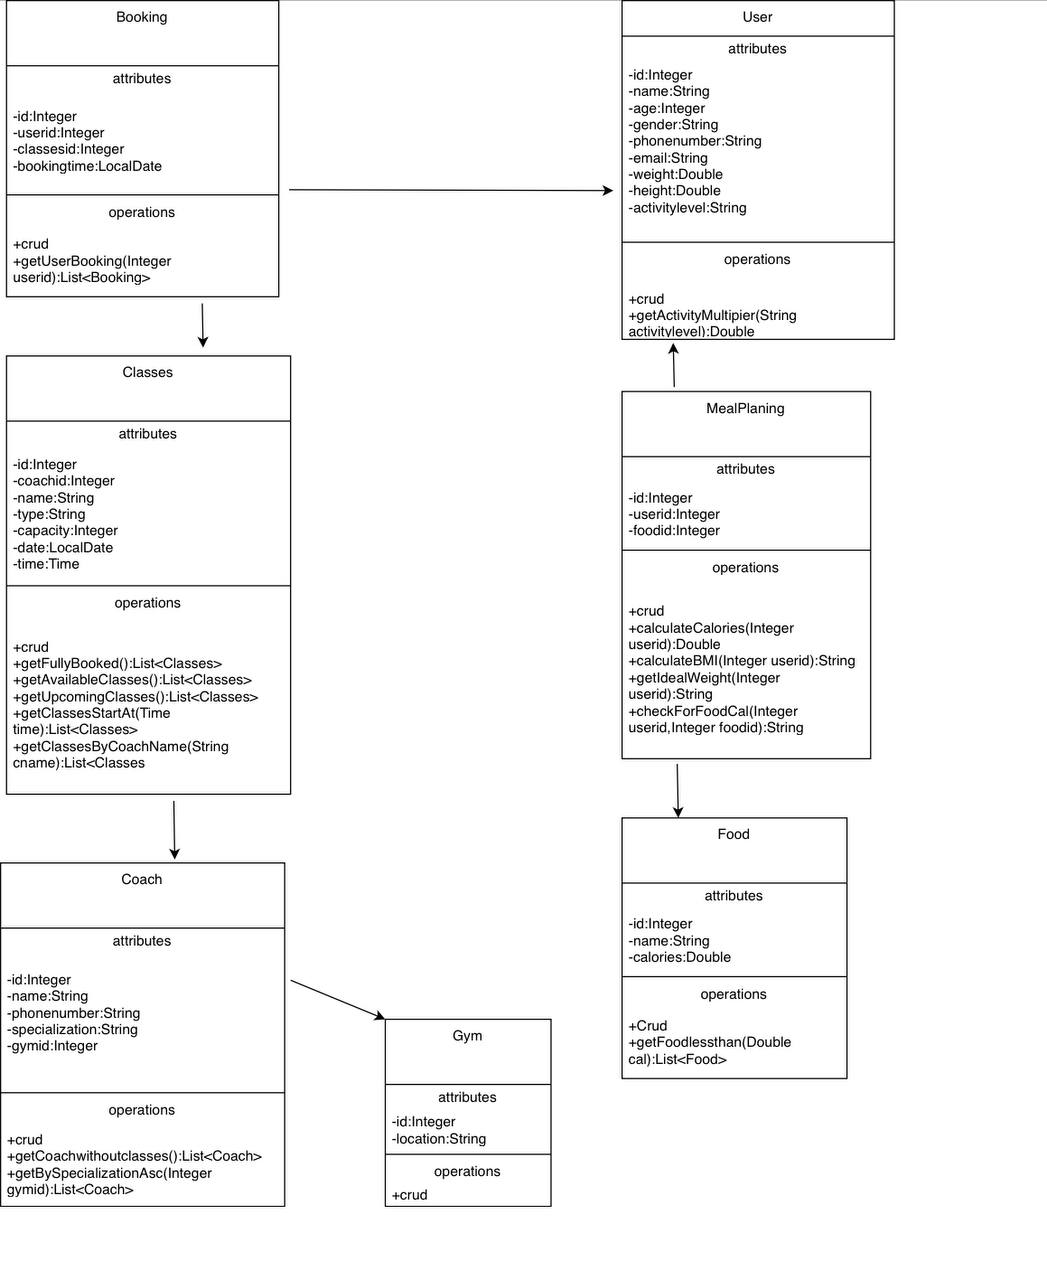 Booking
attributes
-id:Integer
-userid:Integer
-classesid:Integer
-bookingtime:LocalDate
operations
+crud
+getUserBooking(Integer
userid):List<Booking>
User
attributes
-id:Integer
-name:String
-age:Integer
-gender:String
-phonenumber:String
-email:String
-weight:Double
-height:Double
-activitylevel:String
operations
+crud
+getActivityMultipier(String
activitylevel):Double
Classes
attributes
-id:Integer
-coachid:Integer
-name:String
-type:String
-capacity:Integer
-date:LocalDate
-time:Time
operations
+crud
+getFullyBooked():List<Classes>
+getAvailableClasses():List<Classes>
+getUpcomingClasses():List<Classes>
+getClassesStartAt(Time
time):List<Classes>
+getClassesByCoachName(String
cname):List<Classes
MealPlaning
attributes
-id:Integer
-userid:Integer
-foodid:Integer
operations
+crud
+calculateCalories(Integer
userid):Double
+calculateBMI(Integer userid):String
+getIdealWeight(Integer
userid):String
+checkForFoodCal(Integer
userid,Integer foodid):String
Coach
attributes
-id:Integer
-name:String
-phonenumber:String
-specialization:String
-gymid:Integer
operations
+crud
+getCoachwithoutclasses():List<Coach>
+getBySpecializationAsc(Integer
gymid):List<Coach>
Gym
attributes
-id:Integer
-location:String
operations
+crud
Food
attributes
-id:Integer
-name:String
-calories:Double
operations
+Crud
+getFoodlessthan(Double
cal):List<Food>